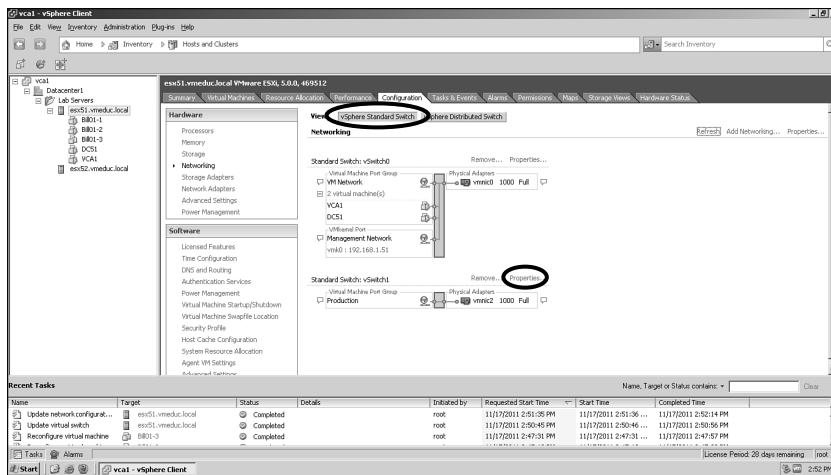 vca1 - vSphere Client
File Edit View Inventory Administration Plug-ins Help
Home Inventory Hosts and Clusters
Search Inventory
vca1
Datacenter1
Lab Servers
esx51.vmeduc.local
Bill01-1
Bill01-2
Bill01-3
DC51
VCA1
esx52.vmeduc.local
esx51.vmeduc.local VMware ESXi, 5.0.0, 469512
Summary Virtual Machines Resource Allocation Performance Configuration Tasks & Events Alarms Permissions Maps Storage Views Hardware Status
Hardware
Processors
Memory
Storage
Networking
Storage Adapters
Network Adapters
Advanced Settings
Power Management
Software
Licensed Features
Time Configuration
DNS and Routing
Authentication Services
Power Management
Virtual Machine Startup/Shutdown
Virtual Machine Swapfile Location
Security Profile
Host Cache Configuration
System Resource Allocation
Agent VM Settings
Advanced Settings
View: vSphere Standard Switch vSphere Distributed Switch
Networking
Refresh Add Networking... Properties...
Standard Switch: vSwitch0 Remove... Properties...
Virtual Machine Port Group Physical Adapters
VM Network vmnic0 1000 Full
2 virtual machine(s)
VCA1
DC51
VMkernel Port
Management Network
vmk0 : 192.168.1.51
Standard Switch: vSwitch1 Remove... Properties...
Virtual Machine Port Group Physical Adapters
Production vmnic2 1000 Full
Recent Tasks
Name, Target or Status contains: Clear
Name Target Status Details Initiated by Requested Start Time Start Time Completed Time
Update network configurat... esx51.vmeduc.local Completed root 11/17/2011 2:51:35 PM 11/17/2011 2:51:36 ... 11/17/2011 2:52:14 PM
Update virtual switch esx51.vmeduc.local Completed root 11/17/2011 2:50:45 PM 11/17/2011 2:50:46 ... 11/17/2011 2:50:56 PM
Reconfigure virtual machine Bill01-3 Completed root 11/17/2011 2:47:31 PM 11/17/2011 2:47:31 ... 11/17/2011 2:47:57 PM
Tasks Alarms
License Period: 28 days remaining root
Start vca1 - vSphere Client 2:52 PM